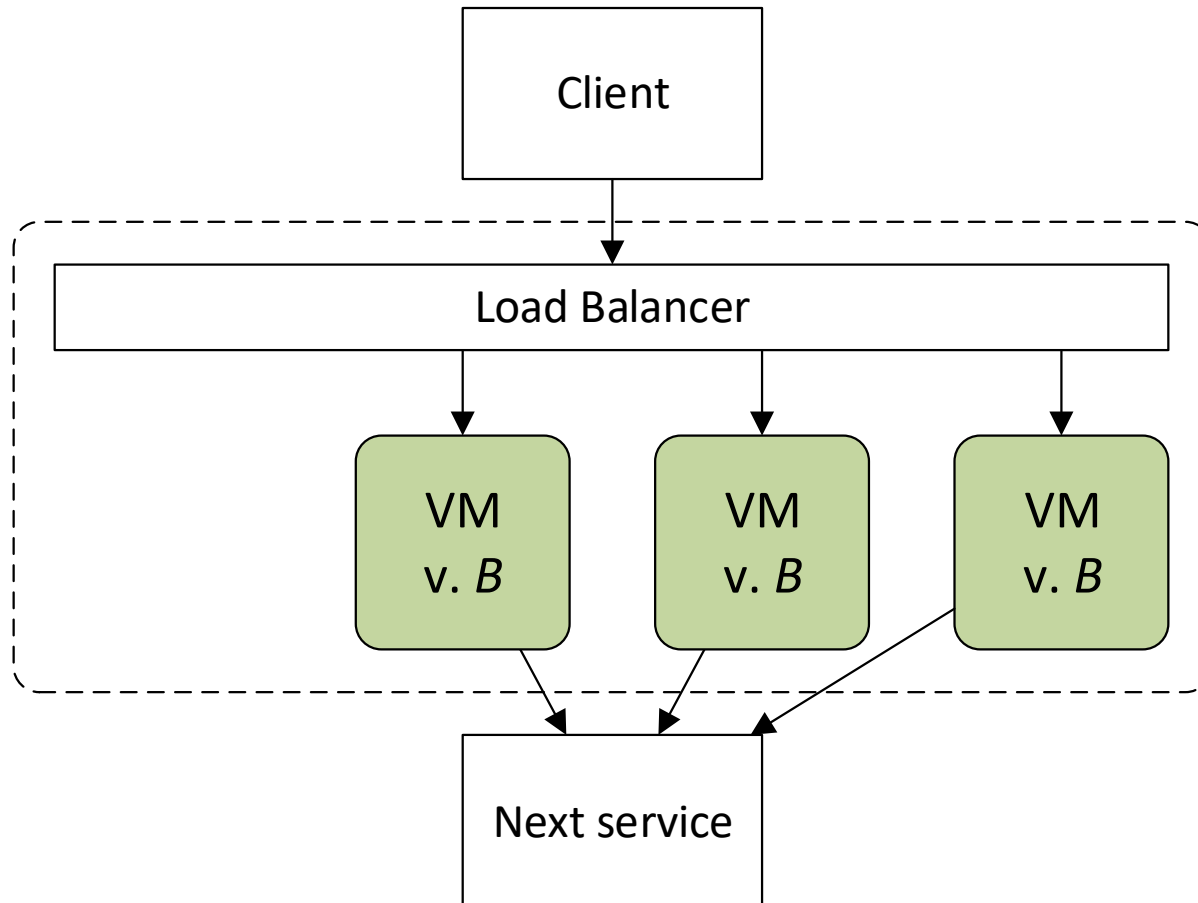 Client
Load Balancer
VM
v. B
VM
v. B
VM
v. B
Next service